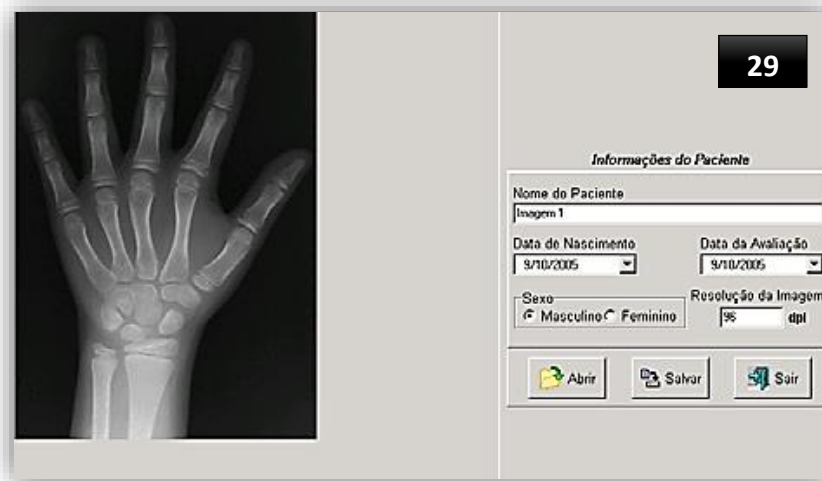 29
Informações do Paciente
Nome do Paciente
Imagem 1
Data de Nascimento
Data da Avaliação
9/10/2005
9/10/2005
Sexo
Masculino Feminino
Resolução da Imagem
96 dpi
Abrir Salvar Sair